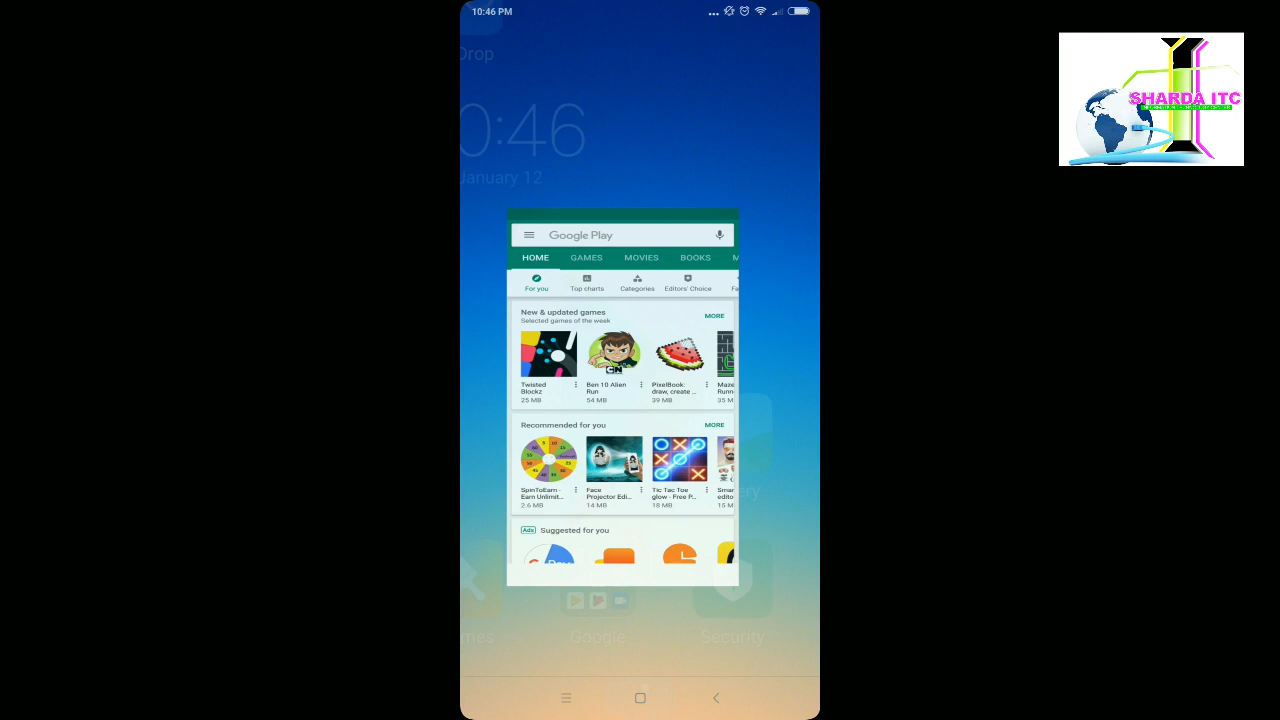 10:46 PM
Drop
0:46
January 12
Google Play
HOME GAMES MOVIES BOOKS M
For you Top charts Categories Editors' Choice Fa
New & updated games
MORE
Selected games of the week
Twisted Blockz
25 MB
Ben 10 Alien Run
54 MB
PixelBook: draw, create ...
39 MB
Maze Runn
35 M
Recommended for you
MORE
SpinToEarn - Earn Unlimit...
2.6 MB
Face Projector Edi...
14 MB
Tic Tac Toe glow - Free P...
18 MB
Smar edito
15 M
Ads Suggested for you
ery
mes
Google
Security
SHARDA ITC